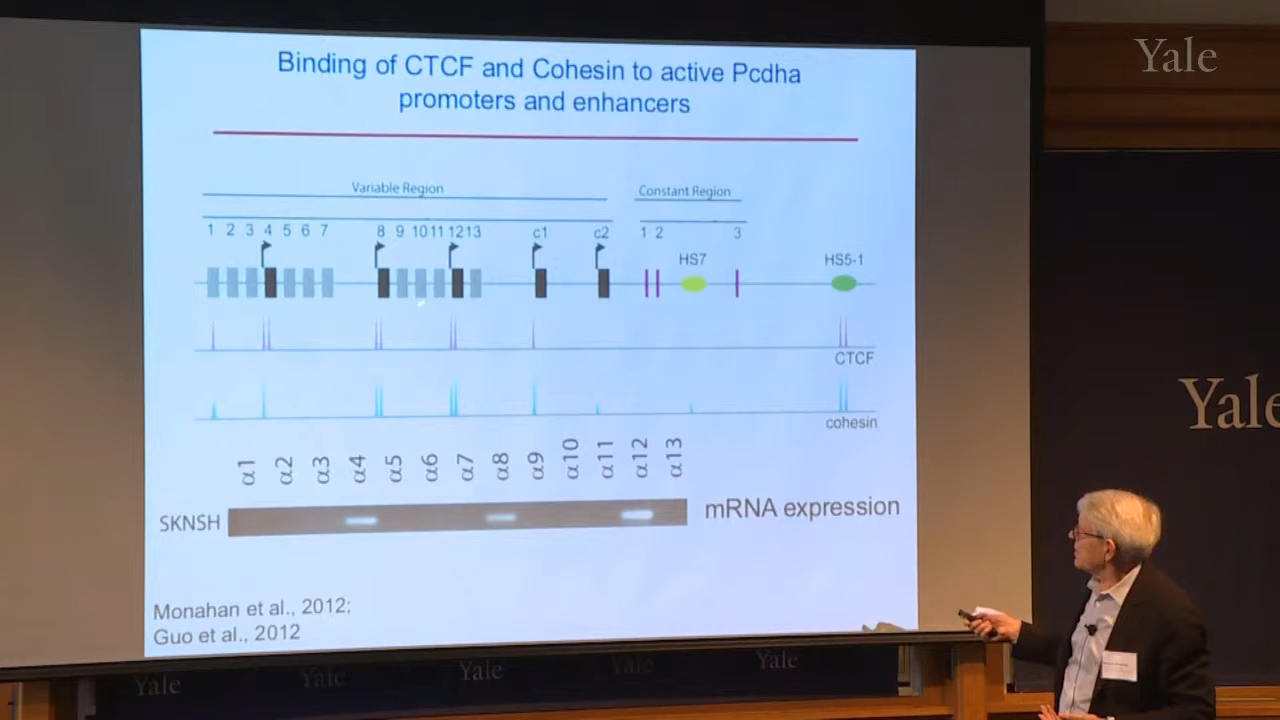 Binding of CTCF and Cohesin to active Pcdha
promoters and enhancers
Variable Region
Constant Region
1 2 3 4 5 6 7 8 9 10 11 12 13 c1 c2 1 2 3
HS7
HS5-1
CTCF
cohesin
α1 α2 α3 α4 α5 α6 α7 α8 α9 α10 α11 α12 α13
SKNSH
mRNA expression
Monahan et al., 2012;
Guo et al., 2012
Yale
Yale
Yale
Yale
Yale
Yale
Yale